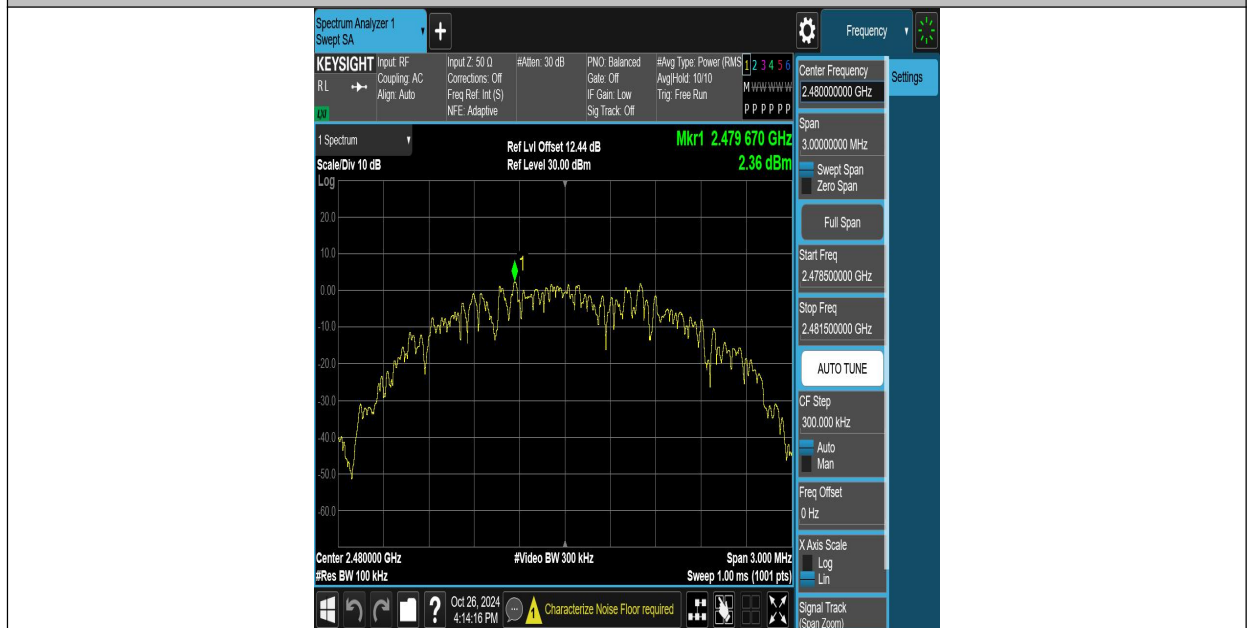 Spectrum Analyzer 1
Swept SA
+
Frequency
KEYSIGHT
RL
Input: RF
Coupling: AC
Align: Auto
Input Z: 50 Ω
Corrections: Off
Freq Ref: Int (S)
NFE: Adaptive
#Atten: 30 dB
PNO: Balanced
Gate: Off
IF Gain: Low
Sig Track: Off
#Avg Type: Power (RMS
Avg|Hold: 10/10
Trig: Free Run
1 2 3 4 5 6
M W W W W W
P P P P P P
1 Spectrum
Scale/Div 10 dB
Log
Ref Lvl Offset 12.44 dB
Ref Level 30.00 dBm
Mkr1 2.479 670 GHz
2.36 dBm
20.0
10.0
0.00
-10.0
-20.0
-30.0
-40.0
-50.0
-60.0
1
Center 2.480000 GHz
#Res BW 100 kHz
#Video BW 300 kHz
Span 3.000 MHz
Sweep 1.00 ms (1001 pts)
Center Frequency
2.480000000 GHz
Settings
Span
3.00000000 MHz
Swept Span
Zero Span
Full Span
Start Freq
2.478500000 GHz
Stop Freq
2.481500000 GHz
AUTO TUNE
CF Step
300.000 kHz
Auto
Man
Freq Offset
0 Hz
X Axis Scale
Log
Lin
Signal Track
(Span Zoom)
?
Oct 26, 2024
4:14:16 PM
1
Characterize Noise Floor required